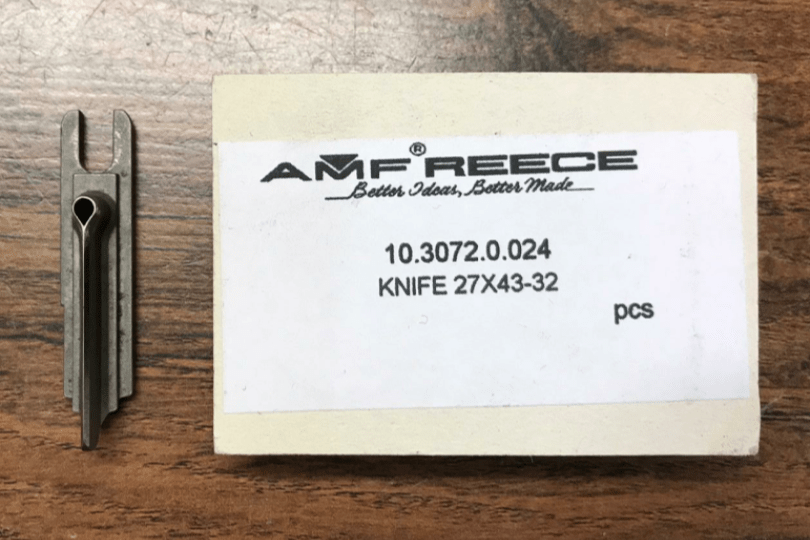 AMF® REECE
Better Ideas, Better Made
10.3072.0.024
KNIFE 27X43-32
pcs